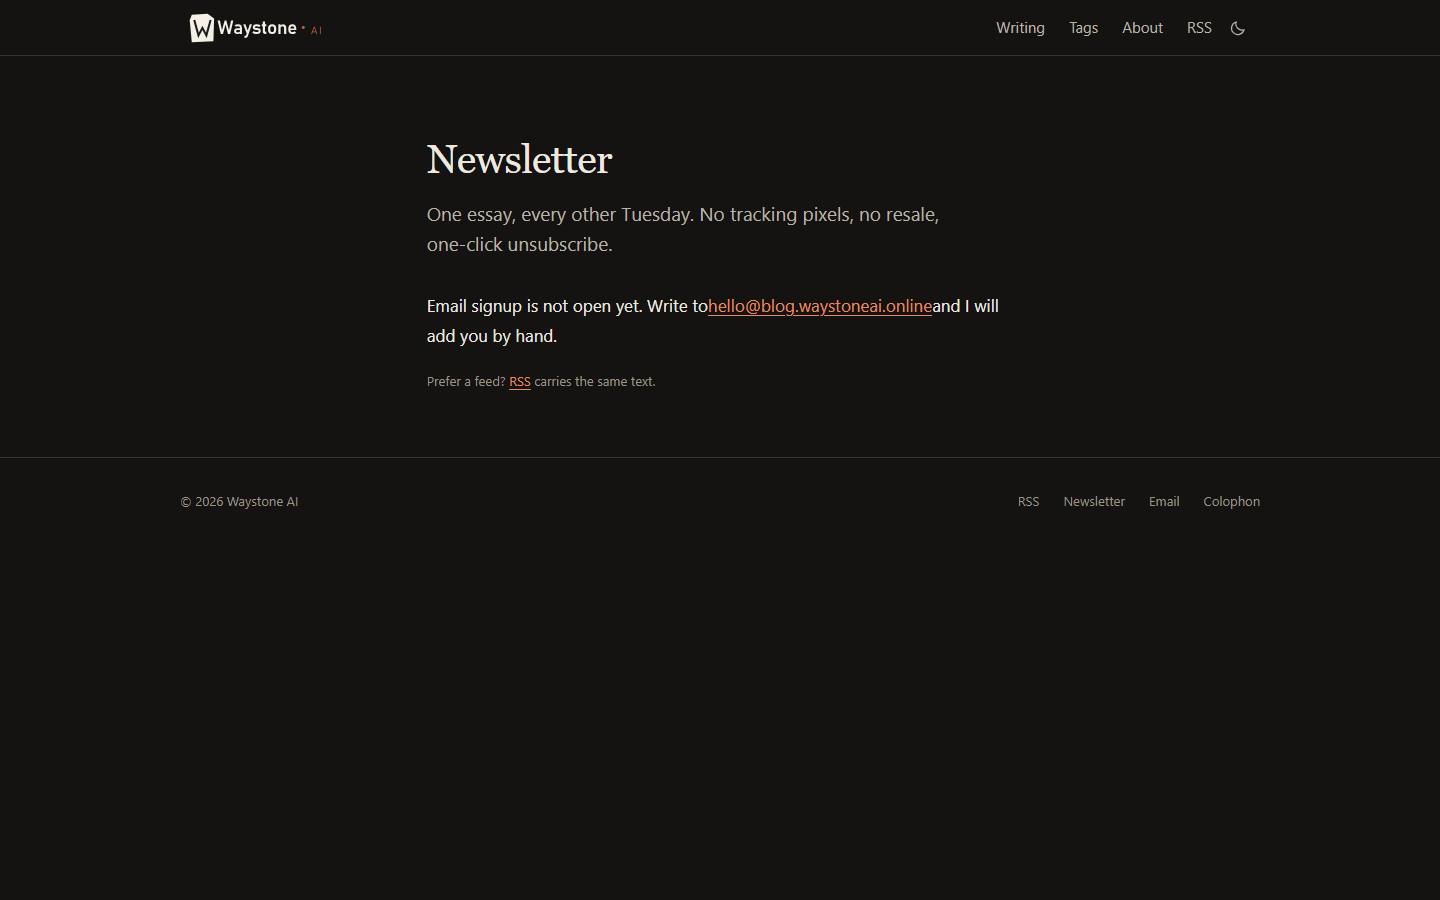 W Waystone · AI
Writing Tags About RSS
Newsletter
One essay, every other Tuesday. No tracking pixels, no resale,
one-click unsubscribe.
Email signup is not open yet. Write tohello@blog.waystoneai.onlineand I will
add you by hand.
Prefer a feed? RSS carries the same text.
© 2026 Waystone AI
RSS Newsletter Email Colophon